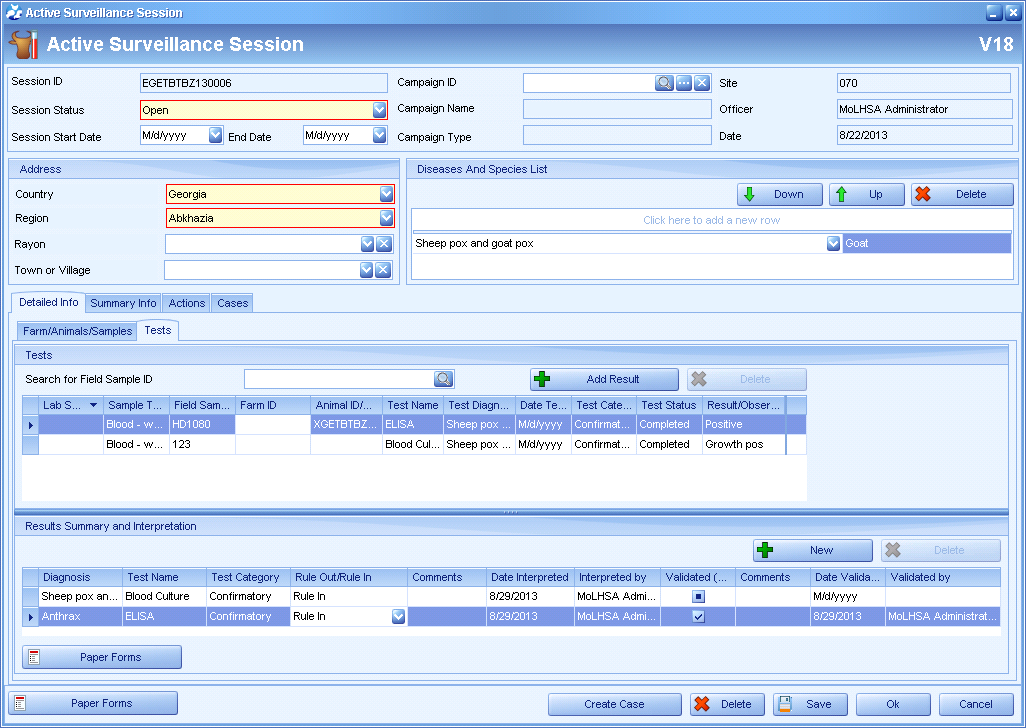 Active Surveillance Session
Active Surveillance Session V18
Session ID EGETBTBZ130006 Campaign ID Site 070
Session Status Open Campaign Name Officer MoLHSA Administrator
Session Start Date M/d/yyyy End Date M/d/yyyy Campaign Type Date 8/22/2013
Address
Country Georgia
Region Abkhazia
Rayon
Town or Village
Diseases And Species List
Down Up Delete
Click here to add a new row
Sheep pox and goat pox Goat
Detailed Info Summary Info Actions Cases
Farm/Animals/Samples Tests
Tests
Search for Field Sample ID Add Result Delete
Lab S... Sample T... Field Sam... Farm ID Animal ID/... Test Name Test Diagn... Date Te... Test Cate... Test Status Result/Obser...
Blood - w... HD1080 XGETBTBZ... ELISA Sheep pox ... M/d/yyyy Confirmat... Completed Positive
Blood - w... 123 Blood Cul... Sheep pox ... M/d/yyyy Confirmat... Completed Growth pos
Results Summary and Interpretation
New Delete
Diagnosis Test Name Test Category Rule Out/Rule In Comments Date Interpreted Interpreted by Validated (... Comments Date Valida... Validated by
Sheep pox an... Blood Culture Confirmatory Rule In 8/29/2013 MoLHSA Admi... M/d/yyyy
Anthrax ELISA Confirmatory Rule In 8/29/2013 MoLHSA Admi... 8/29/2013 MoLHSA Administrat...
Paper Forms
Paper Forms Create Case Delete Save Ok Cancel